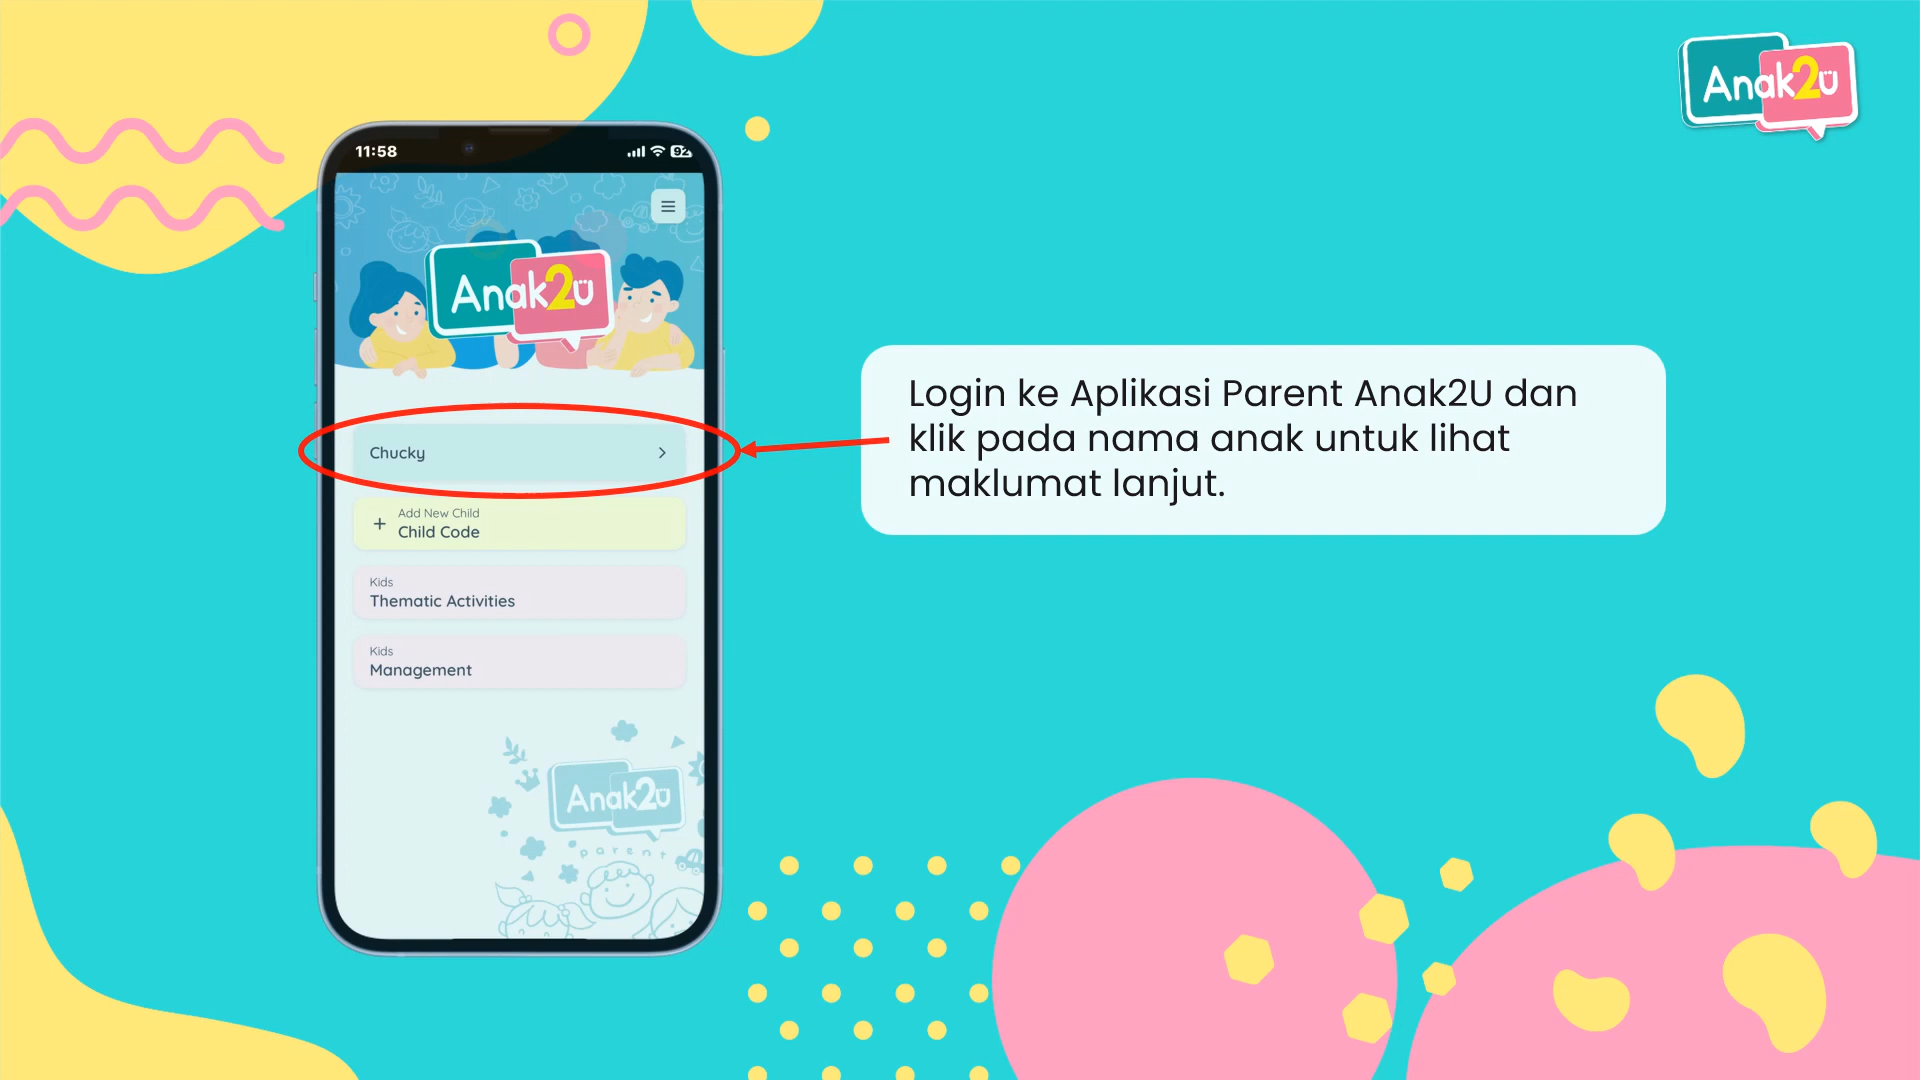 Anak2U
11:58
92
Anak2U
Chucky
Add New Child
Child Code
Kids
Thematic Activities
Kids
Management
Anak2U
parent
Login ke Aplikasi Parent Anak2U dan
klik pada nama anak untuk lihat
maklumat lanjut.